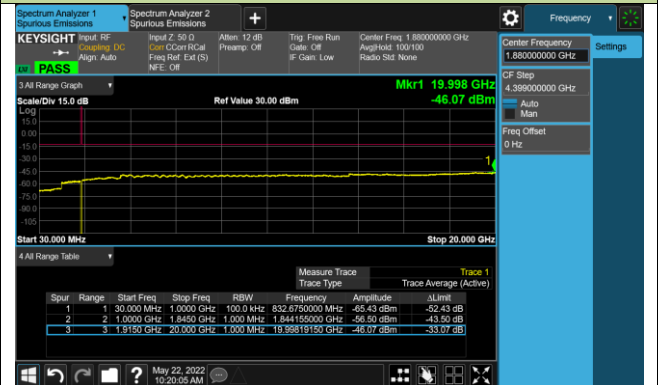 Spectrum Analyzer 1
Spurious Emissions
Spectrum Analyzer 2
Spurious Emissions
+
Frequency
KEYSIGHT
Input: RF
Coupling: DC
Align: Auto
Input Z: 50 Ω
Corr CCorr RCal
Freq Ref: Ext (S)
NFE: Off
Atten: 12 dB
Preamp: Off
Trig: Free Run
Gate: Off
IF Gain: Low
Center Freq: 1.880000000 GHz
Avg|Hold: 100/100
Radio Std: None
PASS
Center Frequency
1.880000000 GHz
Settings
CF Step
4.399000000 GHz
Auto
Man
Freq Offset
0 Hz
3 All Range Graph
Mkr1 19.998 GHz
-46.07 dBm
Scale/Div 15.0 dB
Ref Value 30.00 dBm
Log
15.0
0.00
-15.0
-30.0
-45.0
-60.0
-75.0
-90.0
-105
1
Start 30.000 MHz
Stop 20.000 GHz
4 All Range Table
Measure Trace Trace 1
Trace Type Trace Average (Active)
Spur Range Start Freq Stop Freq RBW Frequency Amplitude ΔLimit
1 1 30.000 MHz 1.0000 GHz 100.0 kHz 832.6750000 MHz -65.43 dBm -52.43 dB
2 2 1.0000 GHz 1.8450 GHz 1.000 MHz 1.844155000 GHz -56.50 dBm -43.50 dB
3 3 1.9150 GHz 20.000 GHz 1.000 MHz 19.99819150 GHz -46.07 dBm -33.07 dB
?
May 22, 2022
10:20:05 AM